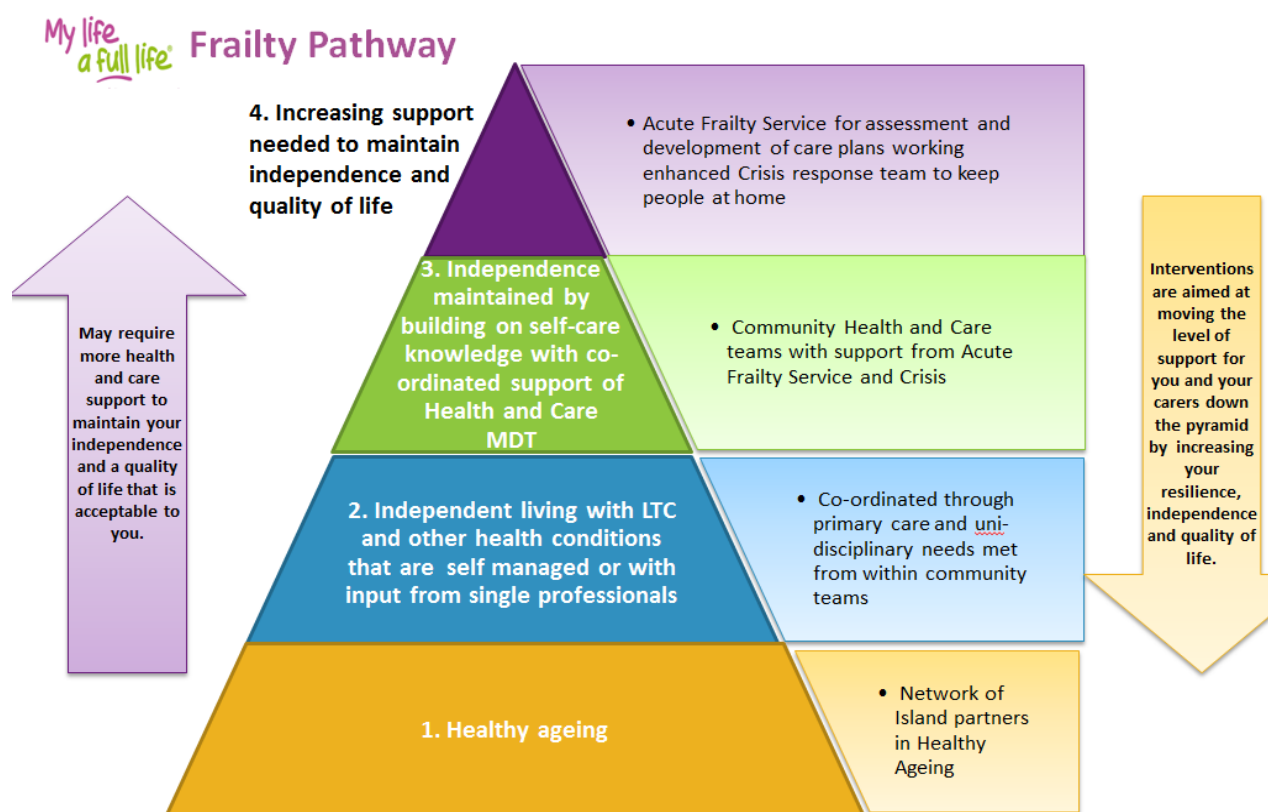 My life
a full life®
Frailty Pathway
4. Increasing support
needed to maintain
independence and
quality of life
• Acute Frailty Service for assessment and
development of care plans working
enhanced Crisis response team to keep
people at home
3. Independence
maintained by
building on self-care
knowledge with co-
ordinated support of
Health and Care
MDT
• Community Health and Care
teams with support from Acute
Frailty Service and Crisis
2. Independent living with LTC
and other health conditions
that are self managed or with
input from single professionals
• Co-ordinated through
primary care and uni-
disciplinary needs met
from within community
teams
1. Healthy ageing
• Network of
Island partners
in Healthy
Ageing
May require
more health
and care
support to
maintain your
independence
and a quality
of life that is
acceptable to
you.
Interventions
are aimed at
moving the
level of
support for
you and your
carers down
the pyramid
by increasing
your
resilience,
independence
and quality of
life.